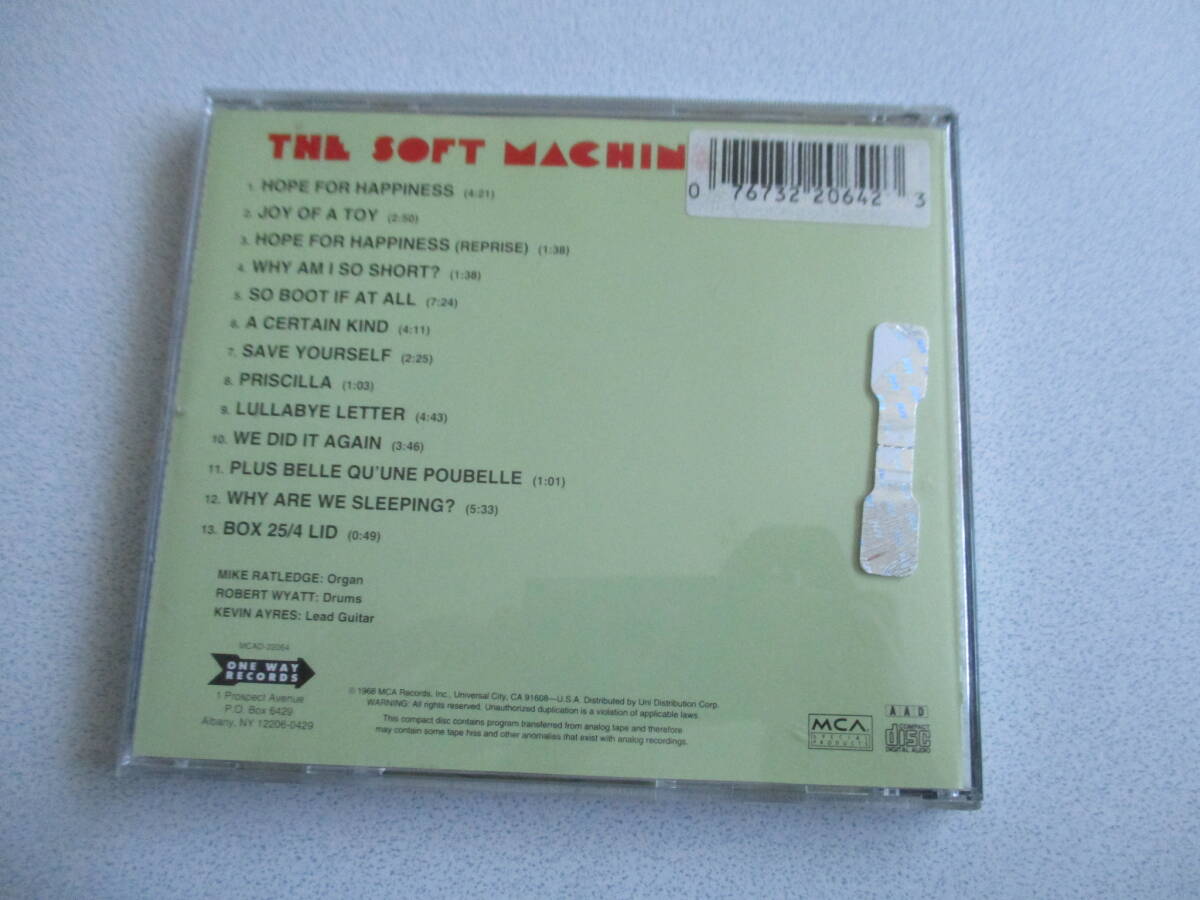 THE SOFT MACHIN
0 76732 20642 3
1. HOPE FOR HAPPINESS (4:21)
2. JOY OF A TOY (2:50)
3. HOPE FOR HAPPINESS (REPRISE) (1:38)
4. WHY AM I SO SHORT? (1:38)
5. SO BOOT IF AT ALL (7:24)
6. A CERTAIN KIND (4:11)
7. SAVE YOURSELF (2:25)
8. PRISCILLA (1:03)
9. LULLABYE LETTER (4:43)
10. WE DID IT AGAIN (3:46)
11. PLUS BELLE QU'UNE POUBELLE (1:01)
12. WHY ARE WE SLEEPING? (5:33)
13. BOX 25/4 LID (0:49)
MIKE RATLEDGE: Organ
ROBERT WYATT: Drums
KEVIN AYRES: Lead Guitar
MCAD-22064
ONE WAY
RECORDS
1 Prospect Avenue
P.O. Box 6429
Albany, NY 12206-0429
© 1968 MCA Records, Inc., Universal City, CA 91608—U.S.A. Distributed by Uni Distribution Corp.
WARNING: All rights reserved. Unauthorized duplication is a violation of applicable laws.
This compact disc contains program transferred from analog tape and therefore
may contain some tape hiss and other anomalies that exist with analog recordings.
MCA
SPECIAL
PRODUCTS
AAD
COMPACT
disc
DIGITAL AUDIO